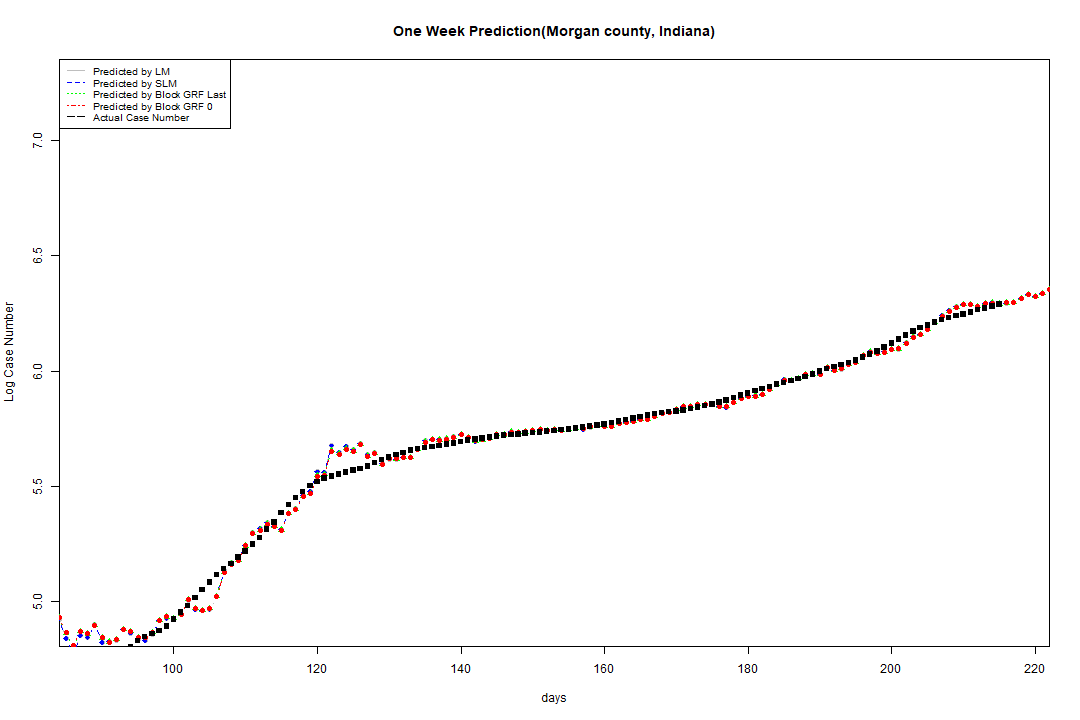 One Week Prediction(Morgan county, Indiana)
Predicted by LM
Predicted by SLM
Predicted by Block GRF Last
Predicted by Block GRF 0
Actual Case Number
7.0
6.5
6.0
5.5
5.0
Log Case Number
100 120 140 160 180 200 220
days